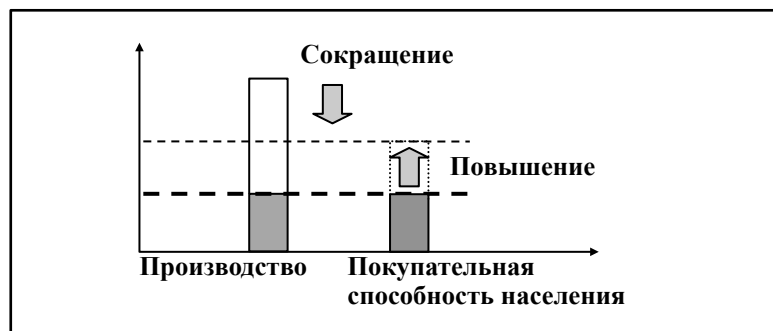 Сокращение
Повышение
Производство
Покупательная
способность населения